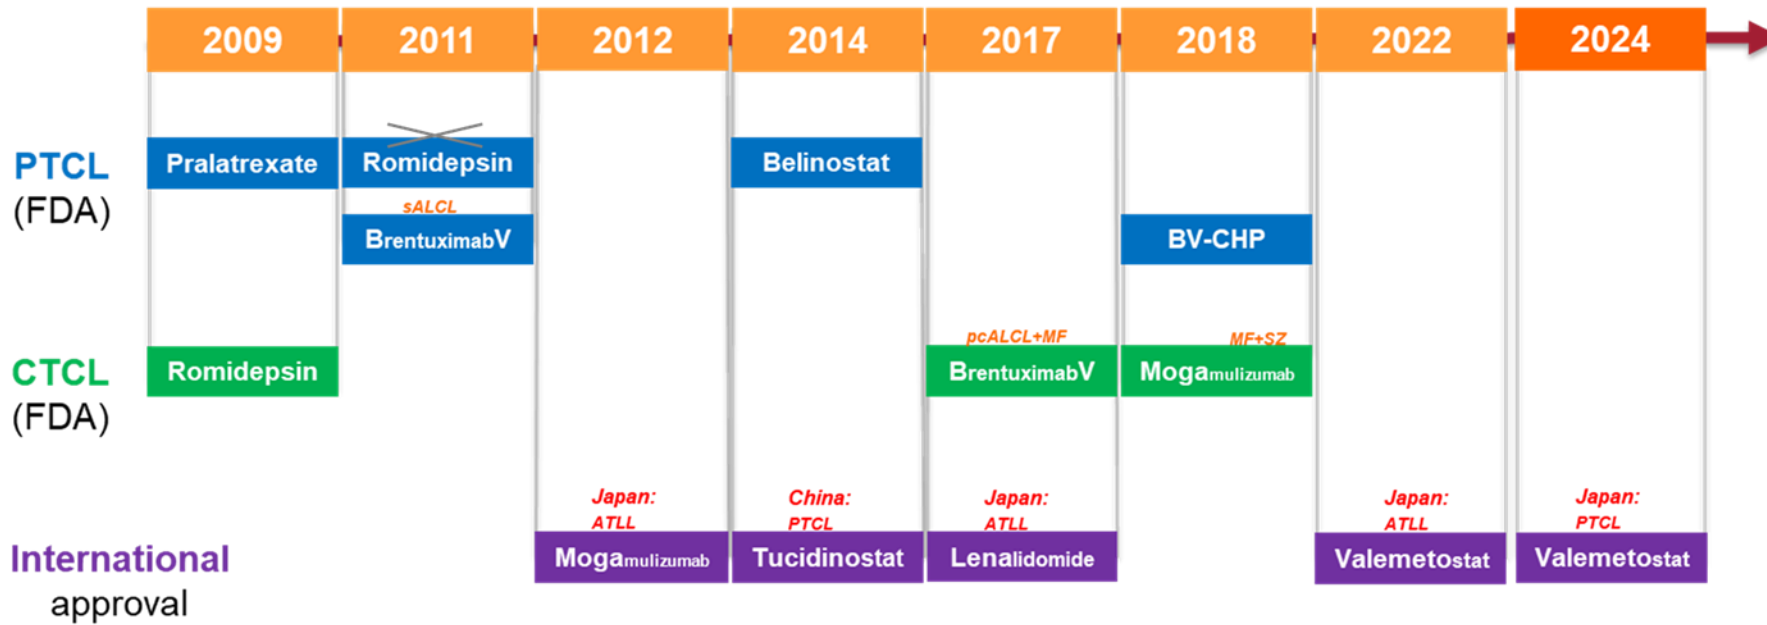 2009 2011 2012 2014 2017 2018 2022 2024
PTCL
(FDA)
Pralatrexate Romidepsin Belinostat
sALCL
BrentuximabV BV-CHP
pcALCL+MF MF+SZ
CTCL
(FDA)
Romidepsin BrentuximabV Mogamulizumab
Japan: China: Japan: Japan: Japan:
ATLL PTCL ATLL ATLL PTCL
International
approval
Mogamulizumab Tucidinostat Lenalidomide Valemetostat Valemetostat